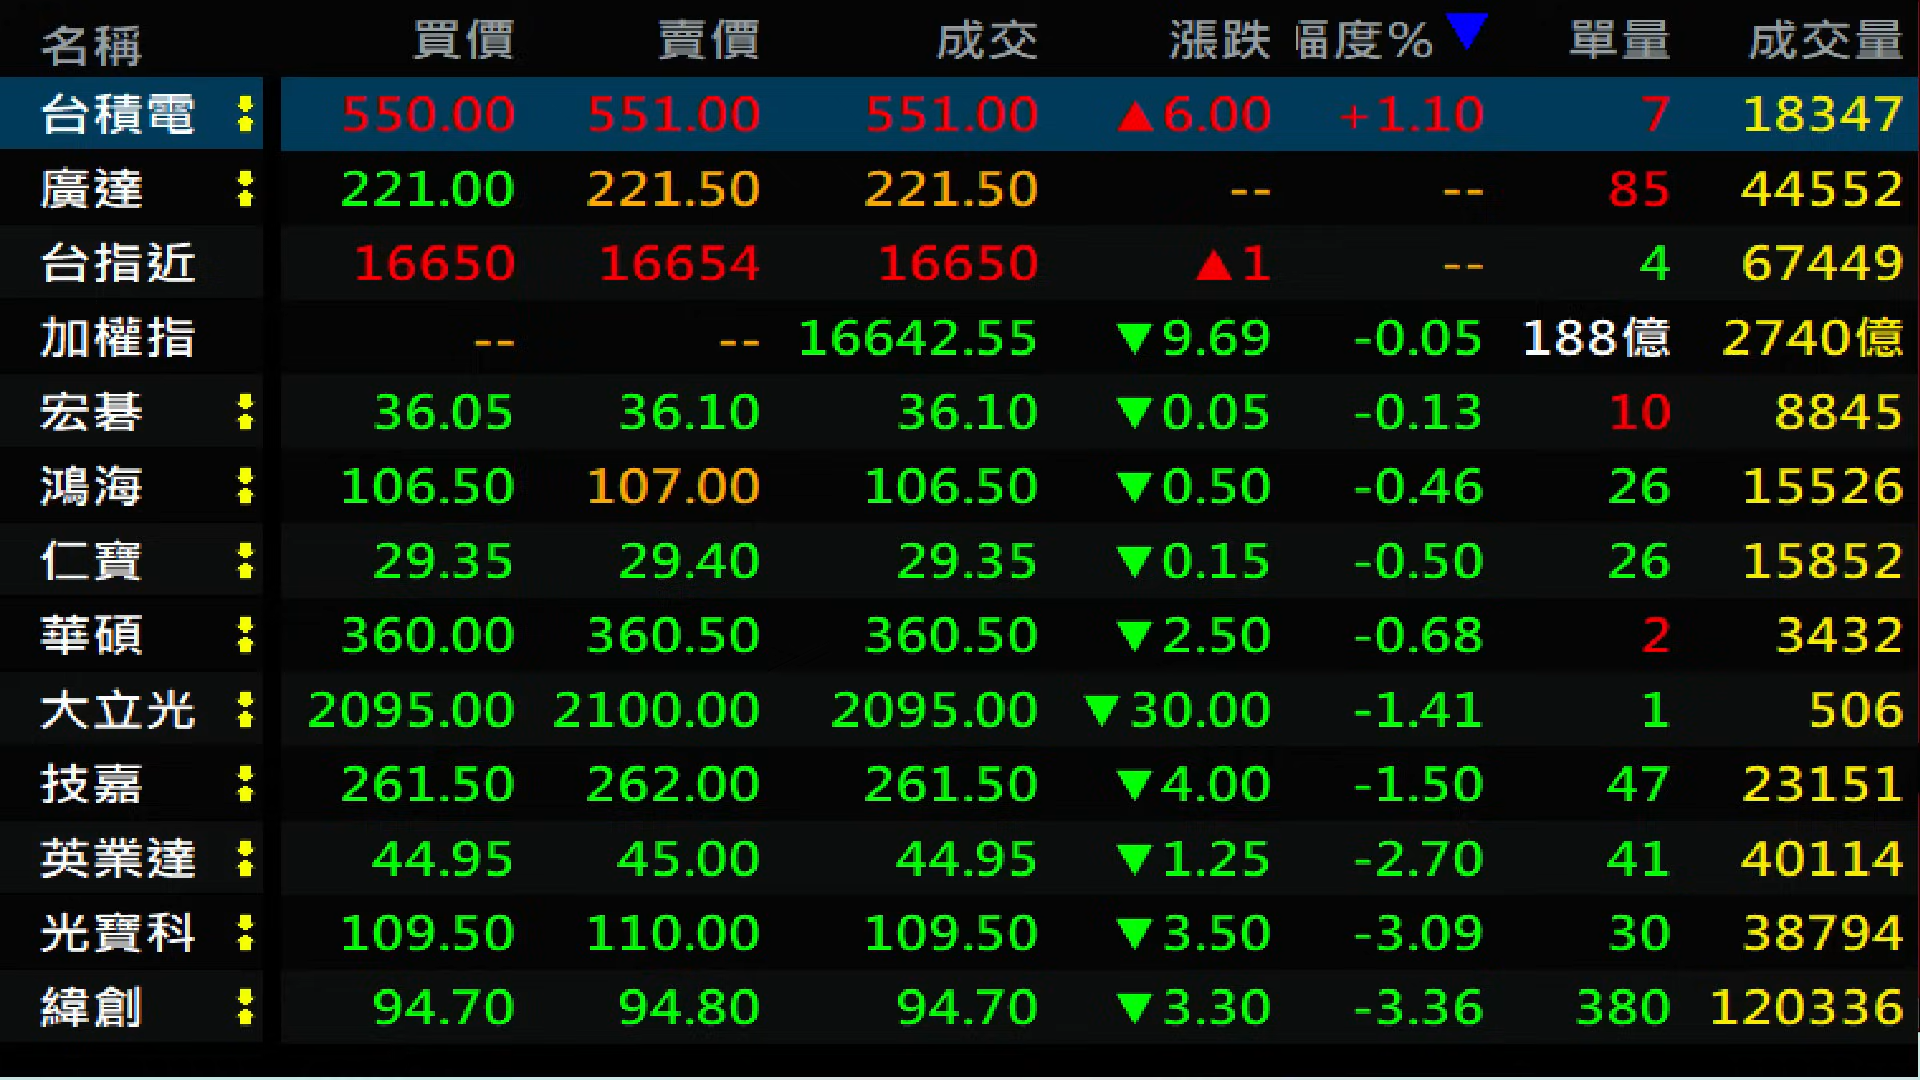 名稱 買價 賣價 成交 漲跌 幅度% ▼ 單量 成交量
台積電 550.00 551.00 551.00 ▲6.00 +1.10 7 18347
廣達 221.00 221.50 221.50 -- -- 85 44552
台指近 16650 16654 16650 ▲1 -- 4 67449
加權指 -- -- 16642.55 ▼9.69 -0.05 188億 2740億
宏碁 36.05 36.10 36.10 ▼0.05 -0.13 10 8845
鴻海 106.50 107.00 106.50 ▼0.50 -0.46 26 15526
仁寶 29.35 29.40 29.35 ▼0.15 -0.50 26 15852
華碩 360.00 360.50 360.50 ▼2.50 -0.68 2 3432
大立光 2095.00 2100.00 2095.00 ▼30.00 -1.41 1 506
技嘉 261.50 262.00 261.50 ▼4.00 -1.50 47 23151
英業達 44.95 45.00 44.95 ▼1.25 -2.70 41 40114
光寶科 109.50 110.00 109.50 ▼3.50 -3.09 30 38794
緯創 94.70 94.80 94.70 ▼3.30 -3.36 380 120336